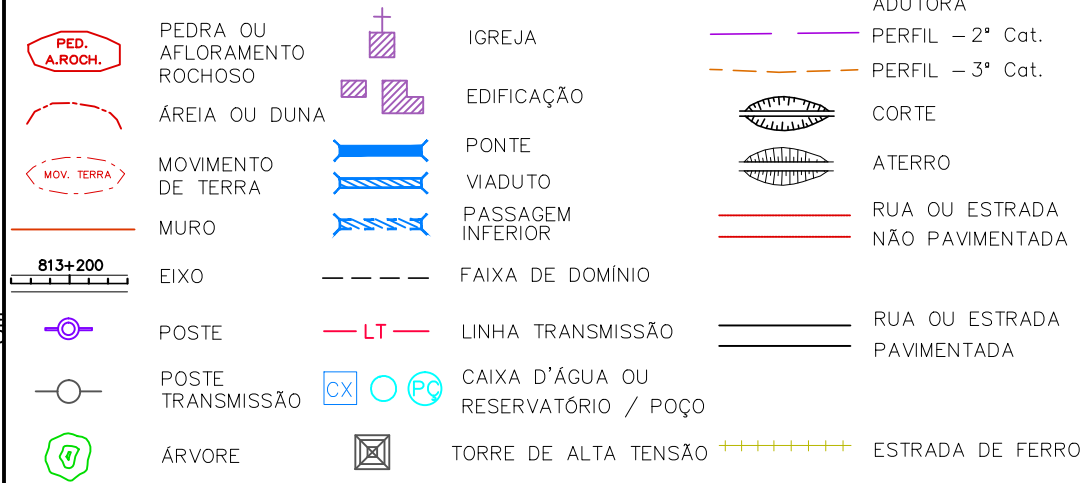 PED.
A.ROCH.
PEDRA OU
AFLORAMENTO
ROCHOSO
ÁREIA OU DUNA
MOV. TERRA
MOVIMENTO
DE TERRA
MURO
813+200
EIXO
POSTE
POSTE
TRANSMISSÃO
ÁRVORE
IGREJA
EDIFICAÇÃO
PONTE
VIADUTO
PASSAGEM
INFERIOR
FAIXA DE DOMÍNIO
LT
LINHA TRANSMISSÃO
CX
PÇ
CAIXA D'ÁGUA OU
RESERVATÓRIO / POÇO
TORRE DE ALTA TENSÃO
ADUTORA
PERFIL – 2ª Cat.
PERFIL – 3ª Cat.
CORTE
ATERRO
RUA OU ESTRADA
NÃO PAVIMENTADA
RUA OU ESTRADA
PAVIMENTADA
ESTRADA DE FERRO